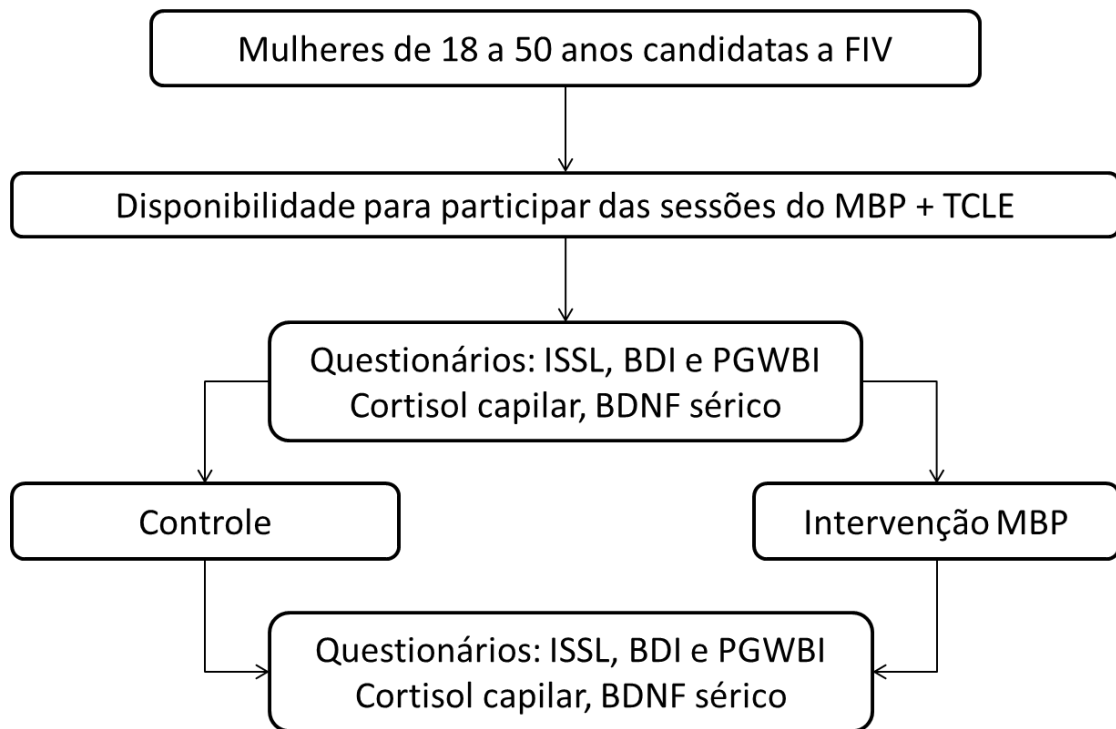 Mulheres de 18 a 50 anos candidatas a FIV
Disponibilidade para participar das sessões do MBP + TCLE
Questionários: ISSL, BDI e PGWBI
Cortisol capilar, BDNF sérico
Controle
Intervenção MBP
Questionários: ISSL, BDI e PGWBI
Cortisol capilar, BDNF sérico